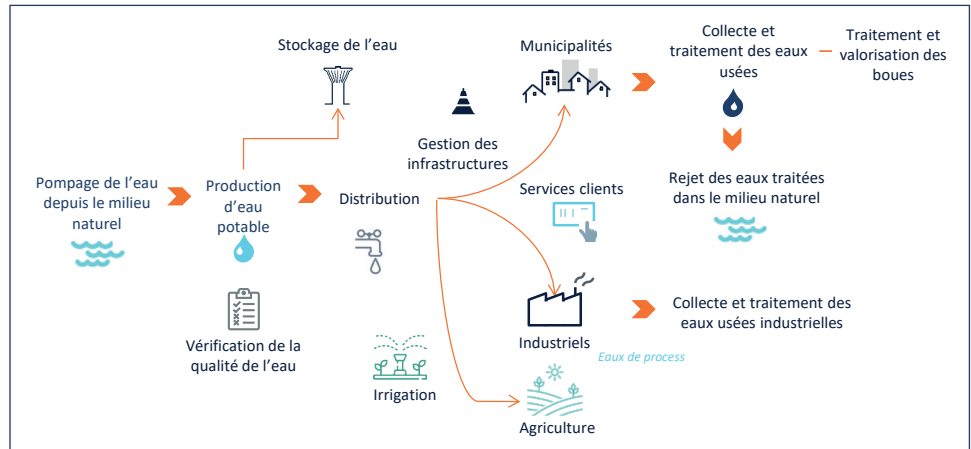 Stockage de l’eau
Municipalités
Collecte et
traitement des eaux
usées
Traitement et
valorisation des
boues
Gestion des
infrastructures
Pompage de l’eau
depuis le milieu
naturel
Production
d’eau
potable
Distribution
Services clients
Rejet des eaux traitées
dans le milieu naturel
Vérification de la
qualité de l’eau
Irrigation
Industriels
Eaux de process
Collecte et traitement des
eaux usées industrielles
Agriculture